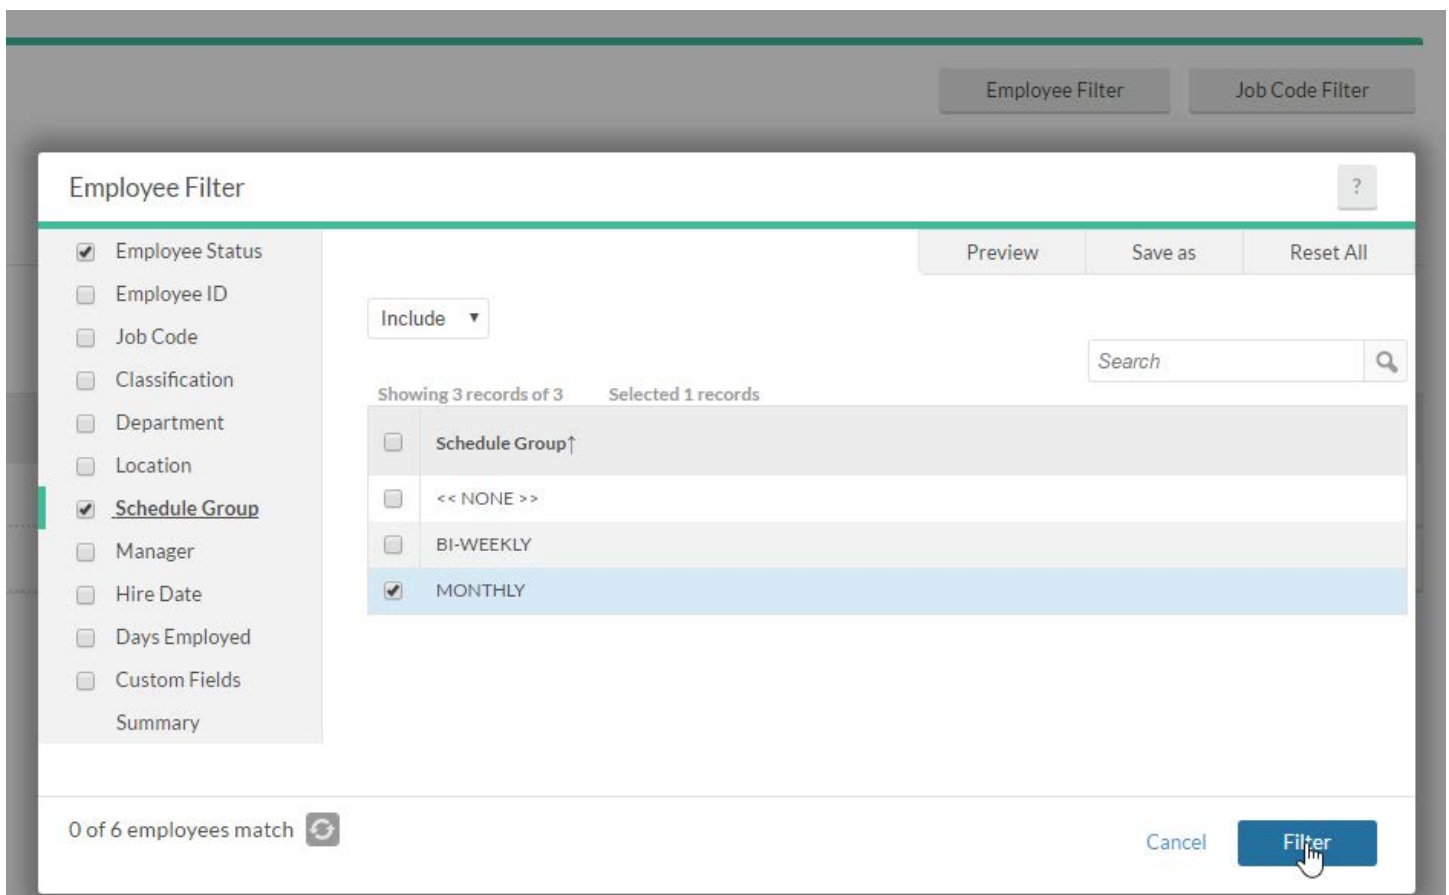 Employee Filter
Job Code Filter
Employee Filter
?
Employee Status
Employee ID
Job Code
Classification
Department
Location
Schedule Group
Manager
Hire Date
Days Employed
Custom Fields
Summary
Preview
Save as
Reset All
Include
Search
Showing 3 records of 3
Selected 1 records
Schedule Group↑
<< NONE >>
BI-WEEKLY
MONTHLY
0 of 6 employees match
Cancel
Filter